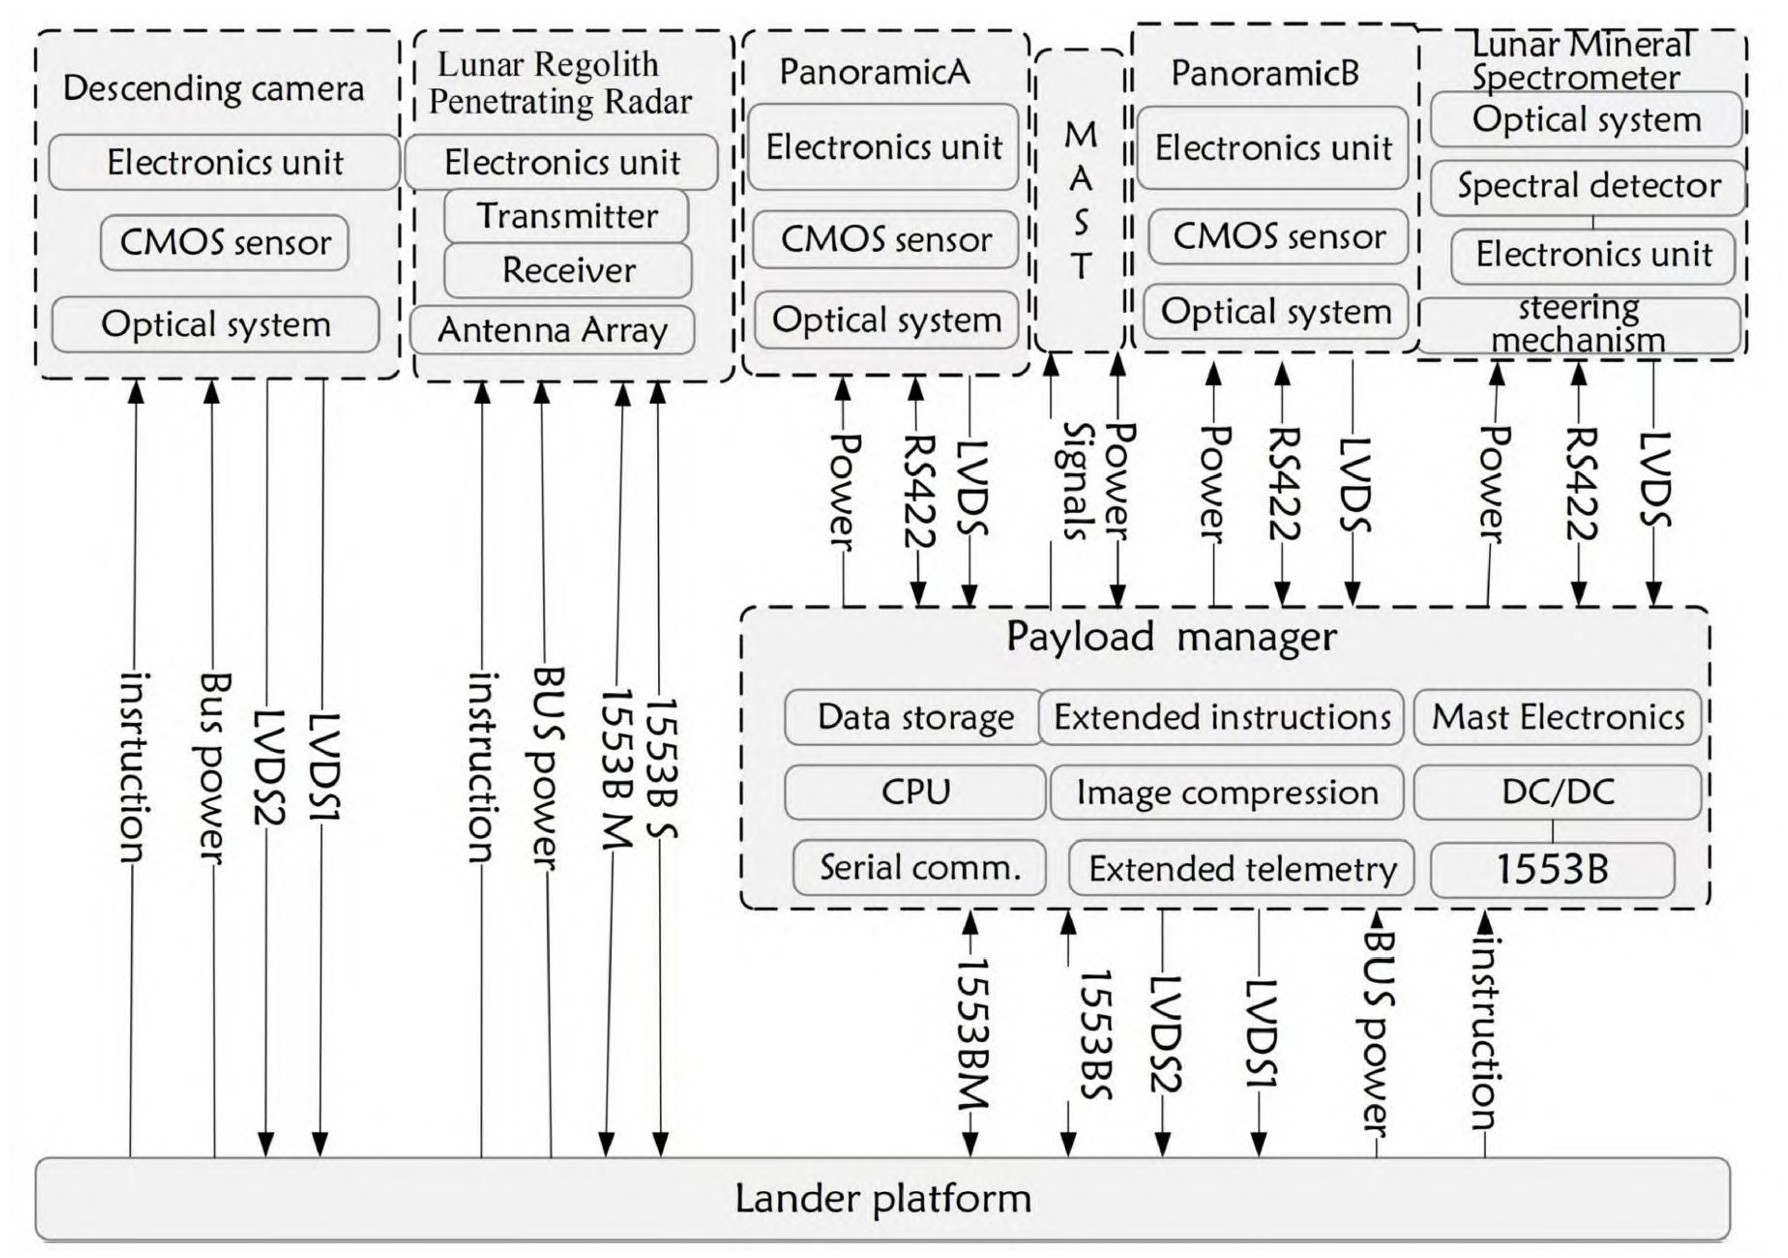 Descending camera
Electronics unit
CMOS sensor
Optical system
Lunar Regolith
Penetrating Radar
Electronics unit
Transmitter
Receiver
Antenna Array
PanoramicA
Electronics unit
CMOS sensor
Optical system
M
A
S
T
PanoramicB
Electronics unit
CMOS sensor
Optical system
Lunar Mineral
Spectrometer
Optical system
Spectral detector
Electronics unit
steering
mechanism
insrtuction
Bus power
LVDS2
LVDS1
instruction
BUS power
1553B M
1553B S
Power
RS422
LVDS
Signals
Power
Power
RS422
LVDS
Power
RS422
LVDS
Payload manager
Data storage
Extended instructions
Mast Electronics
CPU
Image compression
DC/DC
Serial comm.
Extended telemetry
1553B
1553BM
1553BS
LVDS2
LVDS1
BUS power
instruction
Lander platform